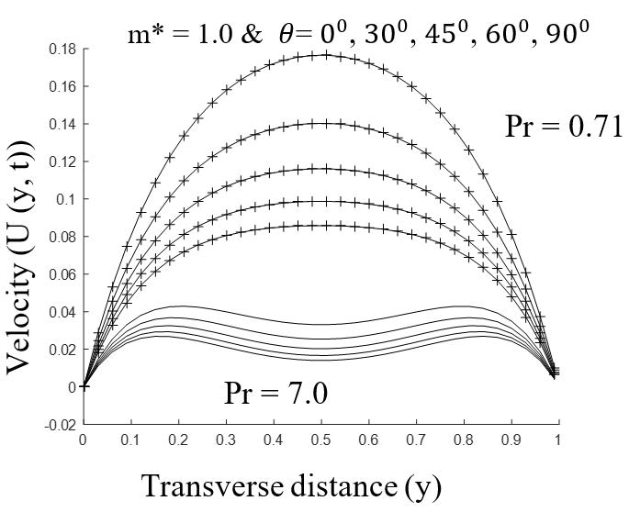 m* = 1.0 & θ= 0⁰, 30⁰, 45⁰, 60⁰, 90⁰
0.18
0.16
0.14
0.12
0.1
0.08
0.06
0.04
0.02
0
-0.02
Velocity (U (y, t))
Pr = 0.71
Pr = 7.0
0 0.1 0.2 0.3 0.4 0.5 0.6 0.7 0.8 0.9 1
Transverse distance (y)